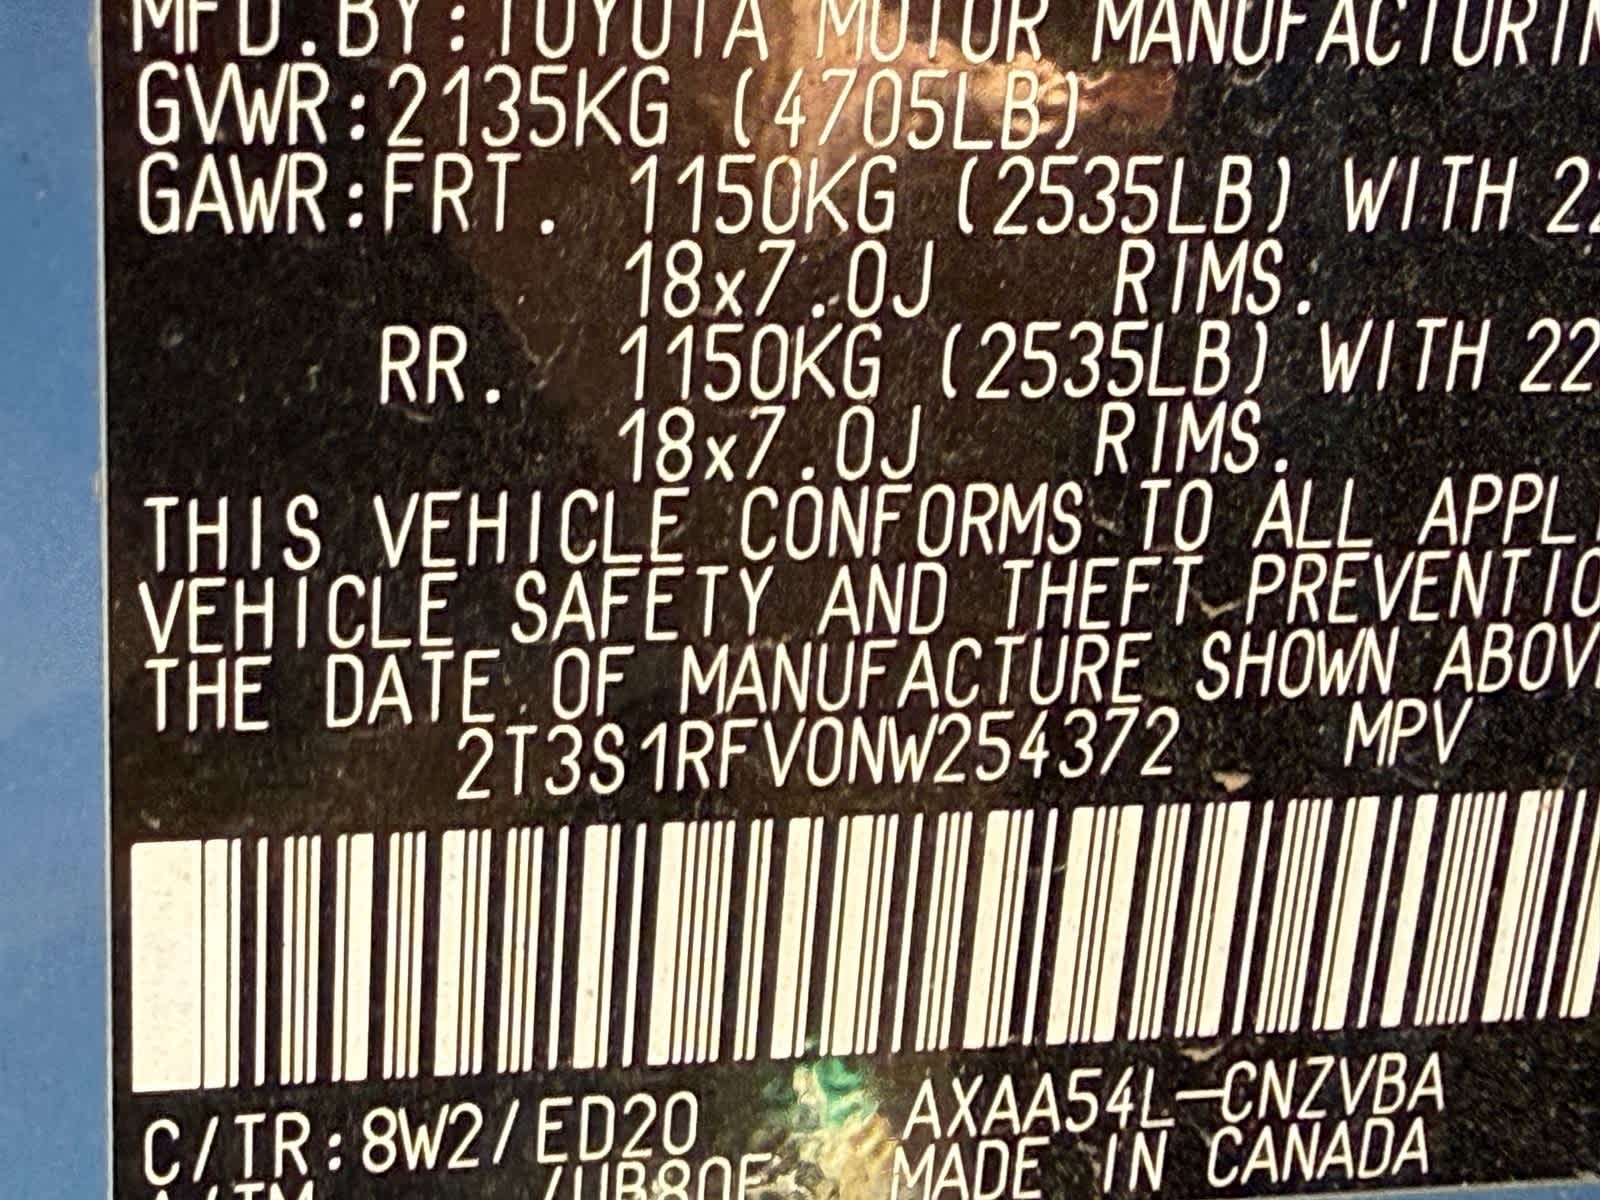 MFD.BY:TOYOTA MOTOR MANUFACTURIN
GVWR:2135KG (4705LB)
GAWR:FRT. 1150KG (2535LB) WITH 22
18x7.0J RIMS.
RR. 1150KG (2535LB) WITH 22
18x7.0J RIMS.
THIS VEHICLE CONFORMS TO ALL APPL
VEHICLE SAFETY AND THEFT PREVENTIO
THE DATE OF MANUFACTURE SHOWN ABOV
2T3S1RFV0NW254372 MPV
C/TR:8W2/ED20 AXAA54L-CNZVBA
MADE IN CANADA